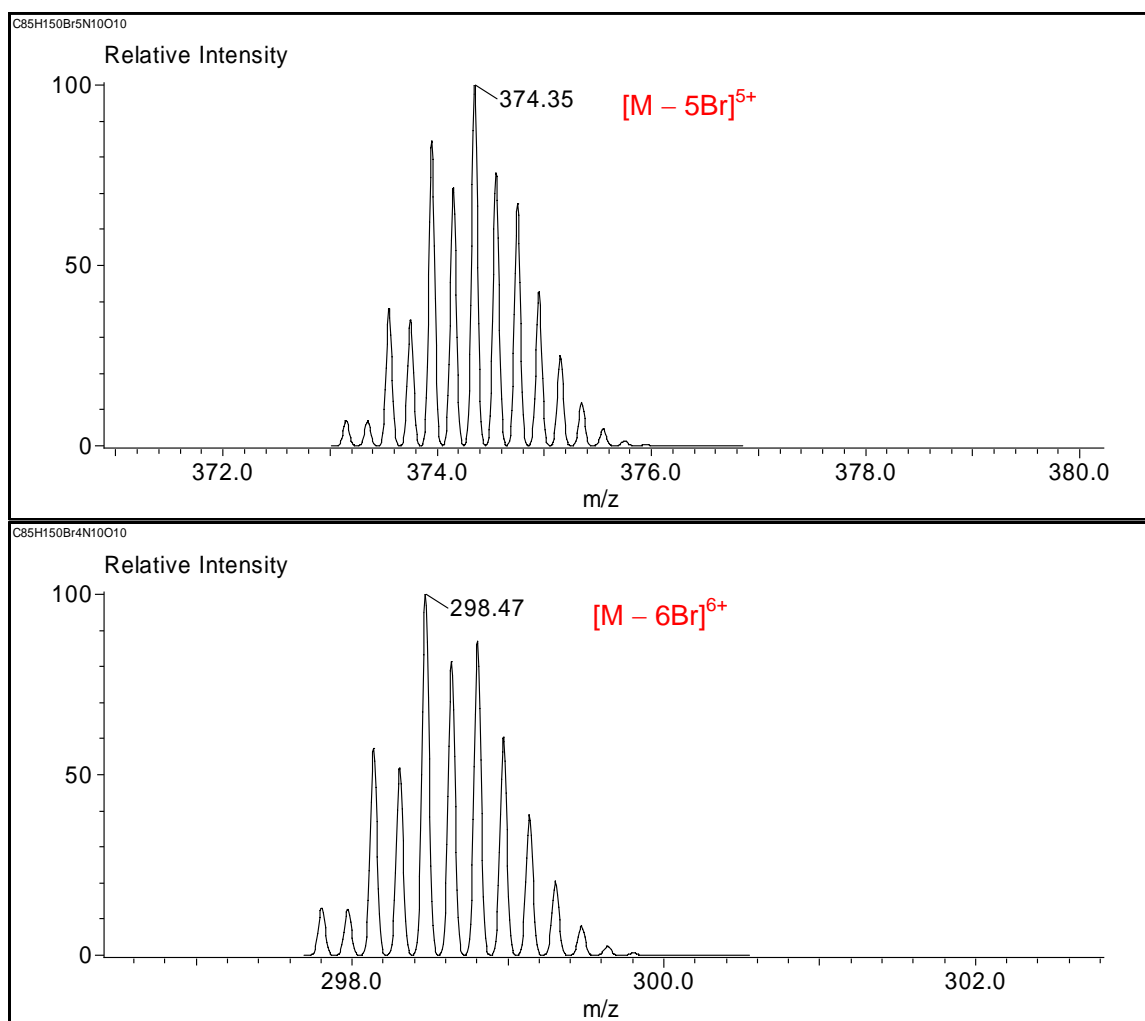 C85H150Br5N10O10
Relative Intensity
100
374.35
[M – 5Br]5+
50
0
372.0 374.0 376.0 378.0 380.0
m/z
C85H150Br4N10O10
Relative Intensity
100
298.47
[M – 6Br]6+
50
0
298.0 300.0 302.0
m/z